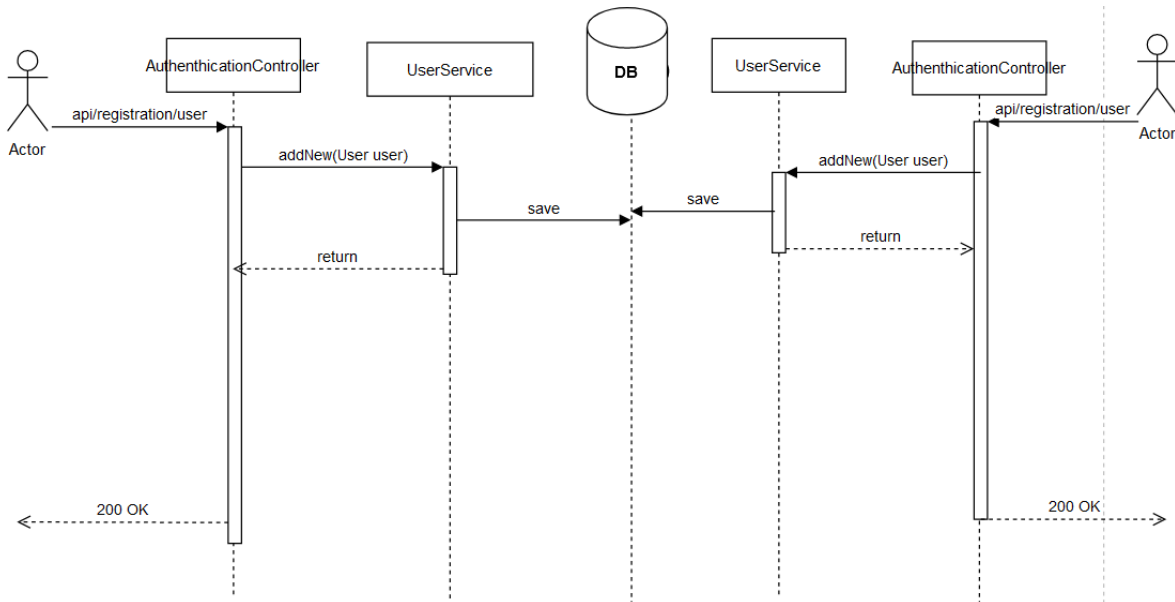 AuthenthicationController
UserService
DB
UserService
AuthenthicationController
Actor
api/registration/user
api/registration/user
Actor
addNew(User user)
addNew(User user)
save
save
return
return
200 OK
200 OK